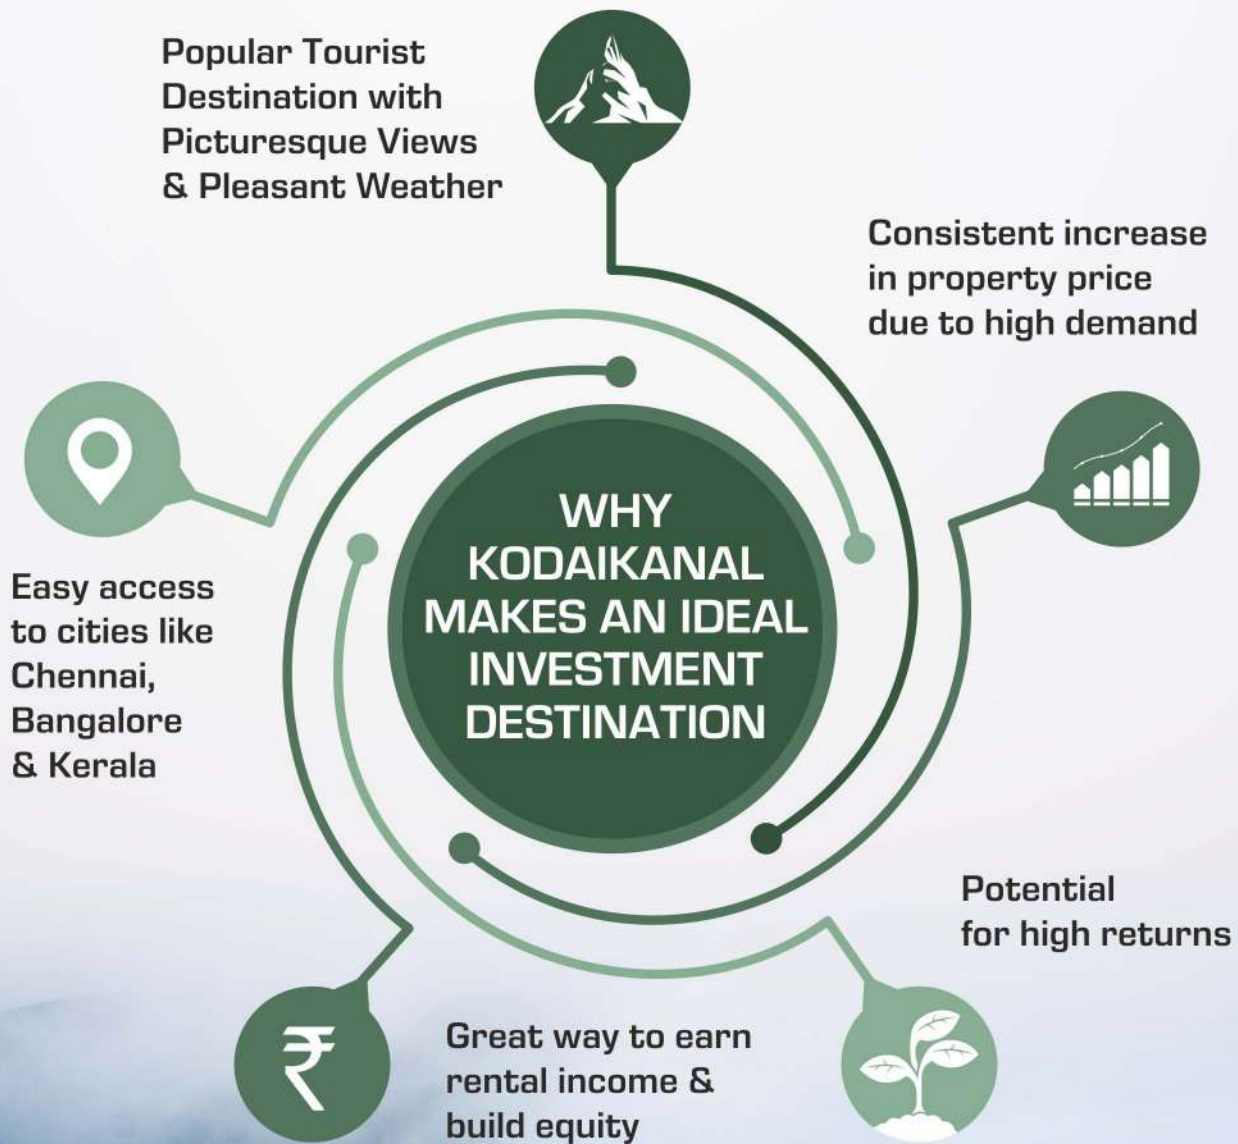 Popular Tourist
Destination with
Picturesque Views
& Pleasant Weather
Consistent increase
in property price
due to high demand
WHY
KODAIKANAL
MAKES AN IDEAL
INVESTMENT
DESTINATION
Easy access
to cities like
Chennai,
Bangalore
& Kerala
Potential
for high returns
₹
Great way to earn
rental income &
build equity